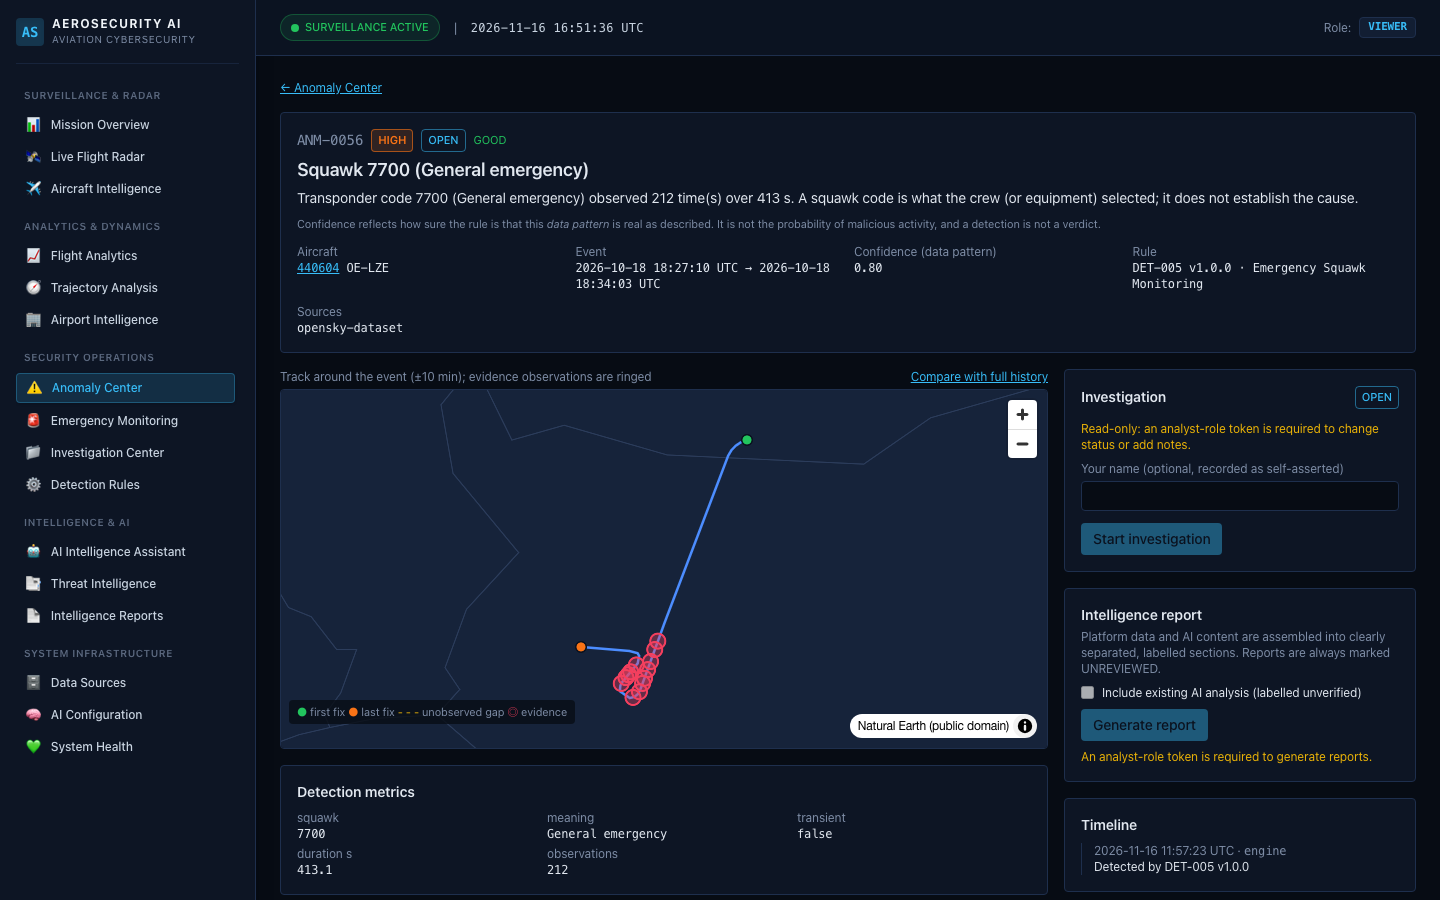 AS
AEROSECURITY AI
AVIATION CYBERSECURITY
SURVEILLANCE & RADAR
Mission Overview
Live Flight Radar
Aircraft Intelligence
ANALYTICS & DYNAMICS
Flight Analytics
Trajectory Analysis
Airport Intelligence
SECURITY OPERATIONS
Anomaly Center
Emergency Monitoring
Investigation Center
Detection Rules
INTELLIGENCE & AI
AI Intelligence Assistant
Threat Intelligence
Intelligence Reports
SYSTEM INFRASTRUCTURE
Data Sources
AI Configuration
System Health
SURVEILLANCE ACTIVE | 2026-11-16 16:51:36 UTC
Role: VIEWER
← Anomaly Center
ANM-0056 HIGH OPEN GOOD
Squawk 7700 (General emergency)
Transponder code 7700 (General emergency) observed 212 time(s) over 413 s. A squawk code is what the crew (or equipment) selected; it does not establish the cause.
Confidence reflects how sure the rule is that this data pattern is real as described. It is not the probability of malicious activity, and a detection is not a verdict.
Aircraft
440604 OE-LZE
Event
2026-10-18 18:27:10 UTC → 2026-10-18
18:34:03 UTC
Confidence (data pattern)
0.80
Rule
DET-005 v1.0.0 · Emergency Squawk
Monitoring
Sources
opensky-dataset
Track around the event (±10 min); evidence observations are ringed
Compare with full history
+
−
first fix last fix --- unobserved gap evidence
Natural Earth (public domain)
Detection metrics
squawk
7700
meaning
General emergency
transient
false
duration s
413.1
observations
212
Investigation
OPEN
Read-only: an analyst-role token is required to change
status or add notes.
Your name (optional, recorded as self-asserted)
Start investigation
Intelligence report
Platform data and AI content are assembled into clearly
separated, labelled sections. Reports are always marked
UNREVIEWED.
Include existing AI analysis (labelled unverified)
Generate report
An analyst-role token is required to generate reports.
Timeline
2026-11-16 11:57:23 UTC · engine
Detected by DET-005 v1.0.0